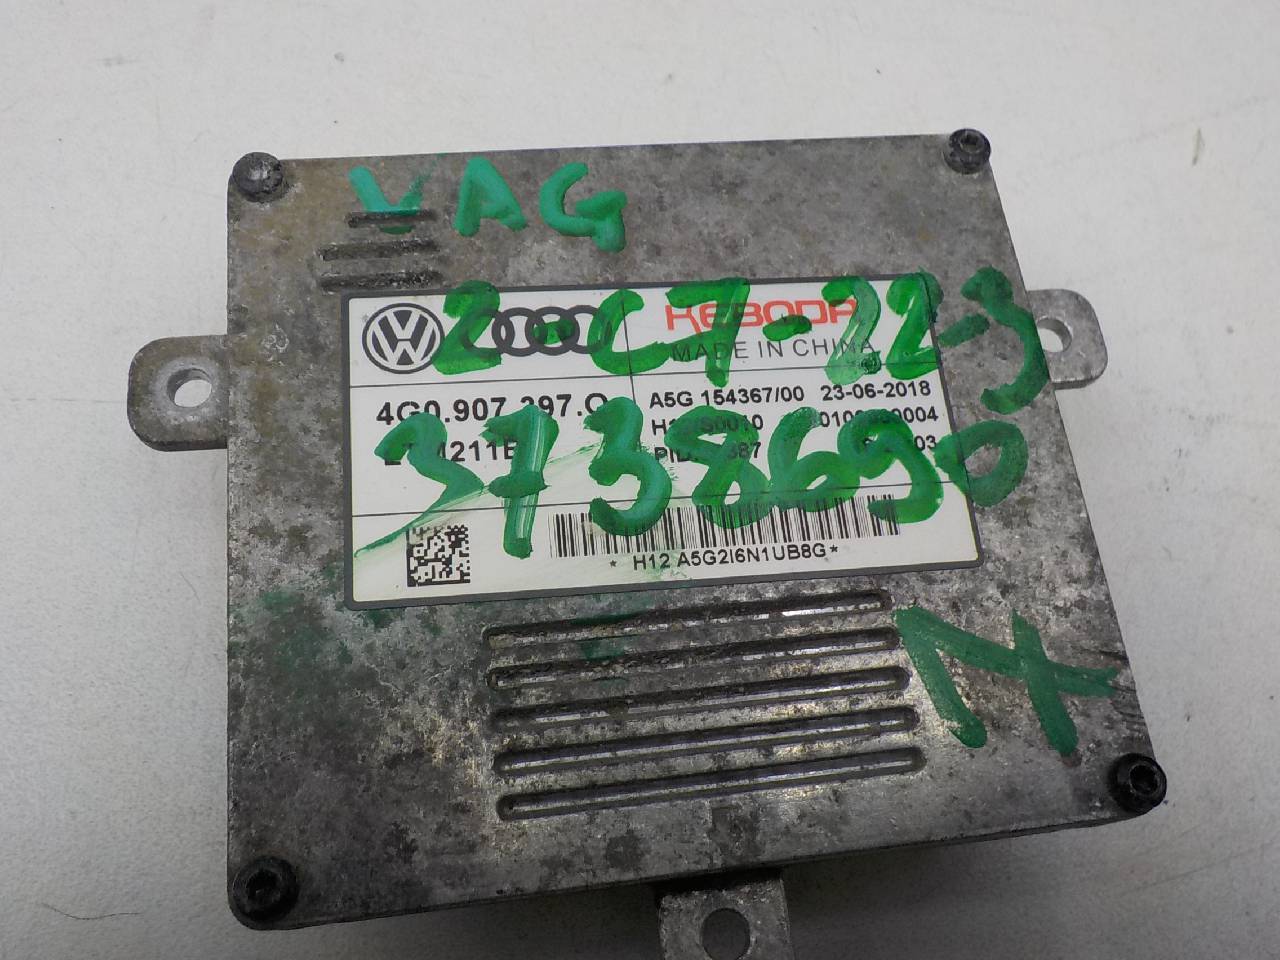 VAG
2-C7-22-3
KEBODA
MADE IN CHINA
4G0.907.397.Q
A5G 154367/00 23-06-2018
3738690
* H12 A5G2I6N1UB8G*